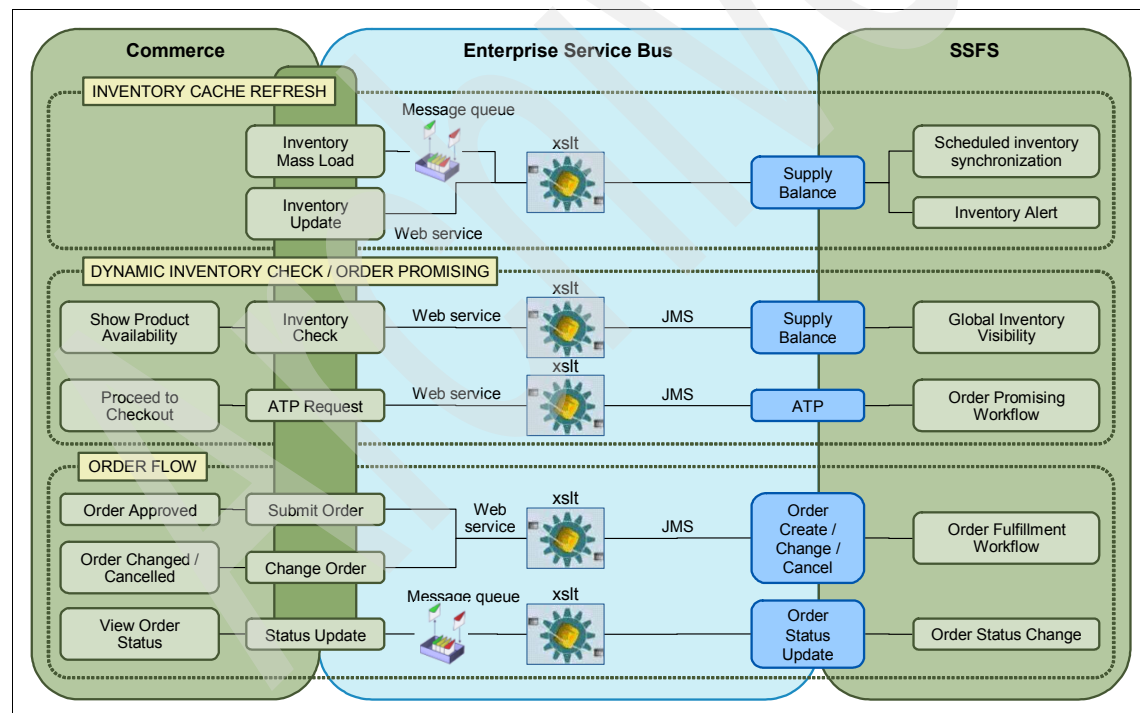 Commerce
Enterprise Service Bus
SSFS
INVENTORY CACHE REFRESH
Message queue
Inventory
Mass Load
xslt
Scheduled inventory
synchronization
Supply
Balance
Inventory
Update
Web service
Inventory Alert
DYNAMIC INVENTORY CHECK / ORDER PROMISING
xslt
Show Product
Availability
Inventory
Check
Web service
JMS
Supply
Balance
Global Inventory
Visibility
xslt
Proceed to
Checkout
ATP Request
Web service
JMS
ATP
Order Promising
Workflow
ORDER FLOW
xslt
Order Approved
Submit Order
Web
service
JMS
Order
Create /
Change /
Cancel
Order Fulfillment
Workflow
Order Changed /
Cancelled
Change Order
Message queue
xslt
View Order
Status
Status Update
Order
Status
Update
Order Status Change